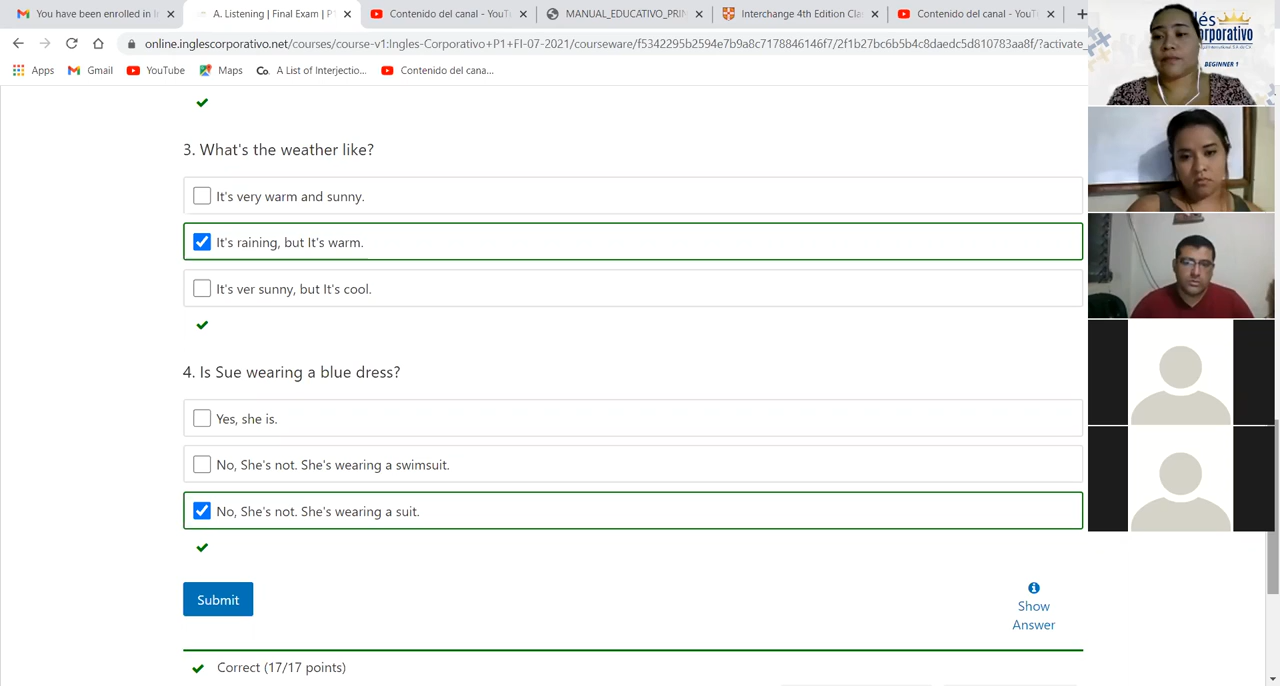 You have been enrolled in I
A. Listening | Final Exam | P1
Contenido del canal - YouT
MANUAL_EDUCATIVO_PRIN
Interchange 4th Edition Cla
Contenido del canal - YouT
online.inglescorporativo.net/courses/course-v1:Ingles-Corporativo+P1+FI-07-2021/courseware/f5342295b2594e7b9a8c7178846146f7/2f1b27bc6b5b4c8daedc5d810783aa8f/?activate_
Apps
Gmail
YouTube
Maps
A List of Interjectio...
Contenido del cana...
lés
orporativo
BEGINNER 1
3. What's the weather like?
It's very warm and sunny.
It's raining, but It's warm.
It's ver sunny, but It's cool.
4. Is Sue wearing a blue dress?
Yes, she is.
No, She's not. She's wearing a swimsuit.
No, She's not. She's wearing a suit.
Submit
Show
Answer
Correct (17/17 points)